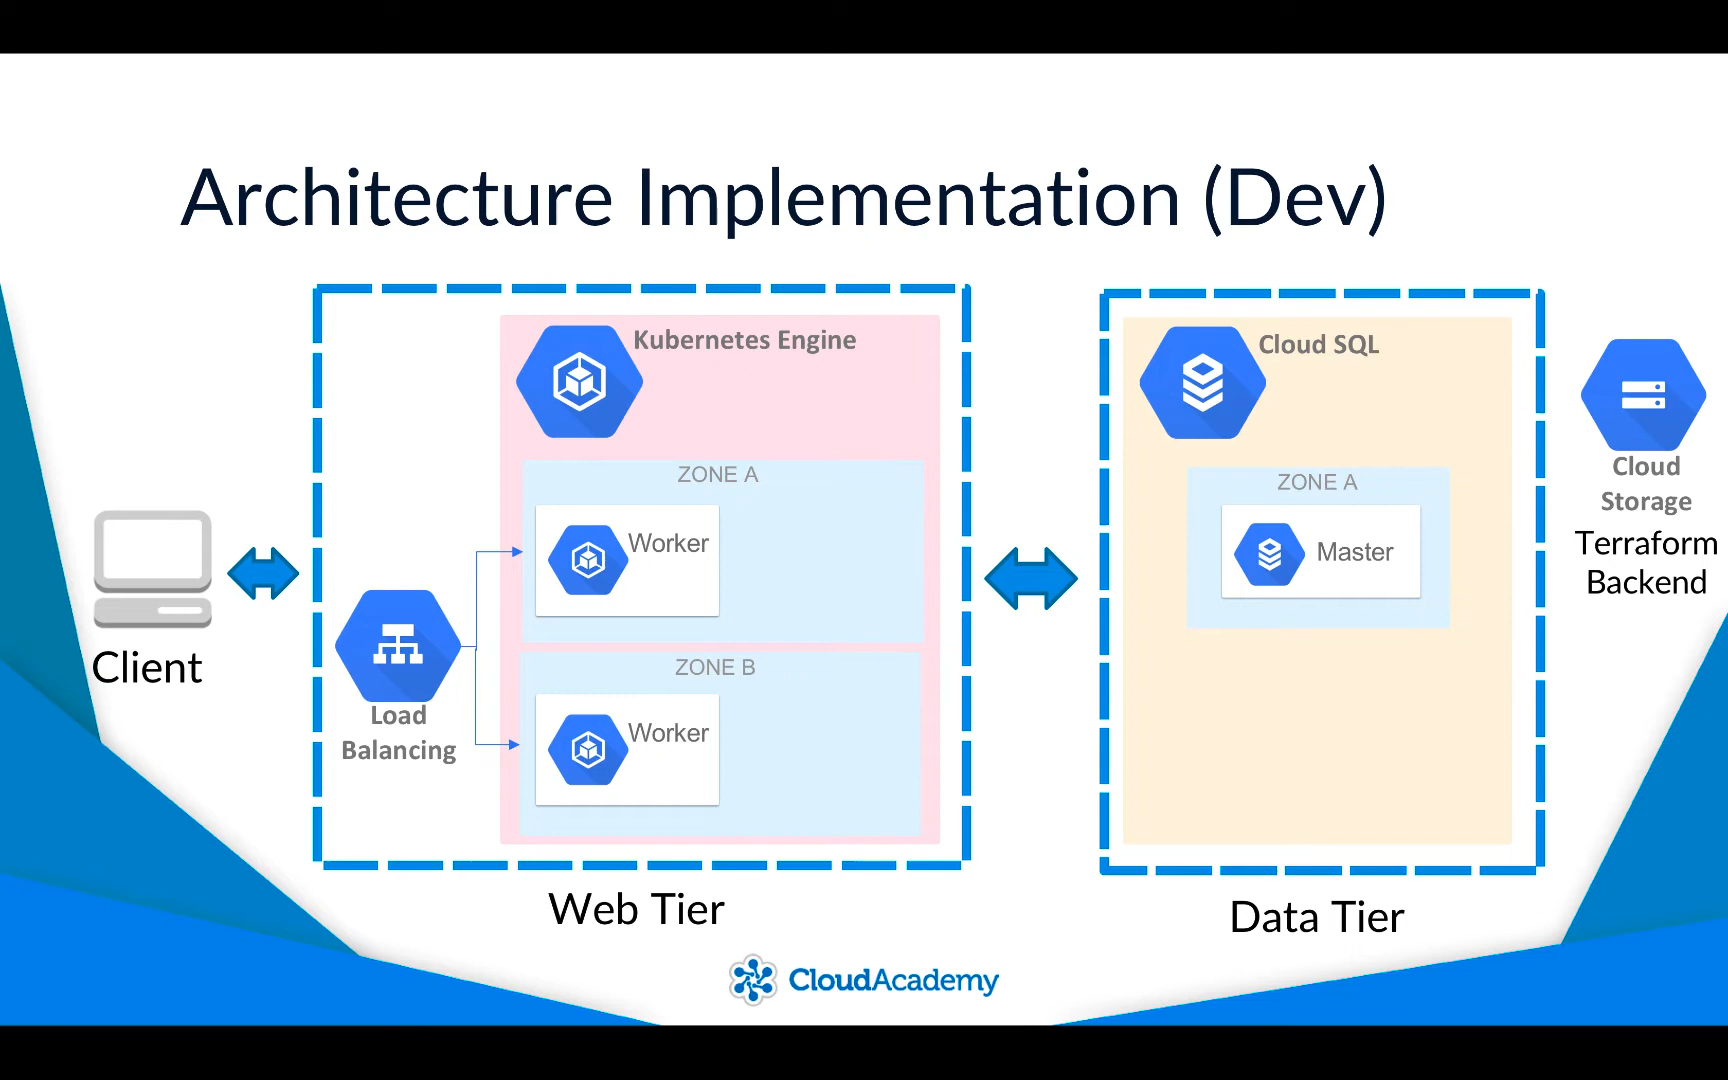 Architecture Implementation (Dev)
Kubernetes Engine
ZONE A
Worker
ZONE B
Worker
Load
Balancing
Client
Web Tier
Cloud SQL
ZONE A
Master
Data Tier
Cloud
Storage
Terraform
Backend
CloudAcademy